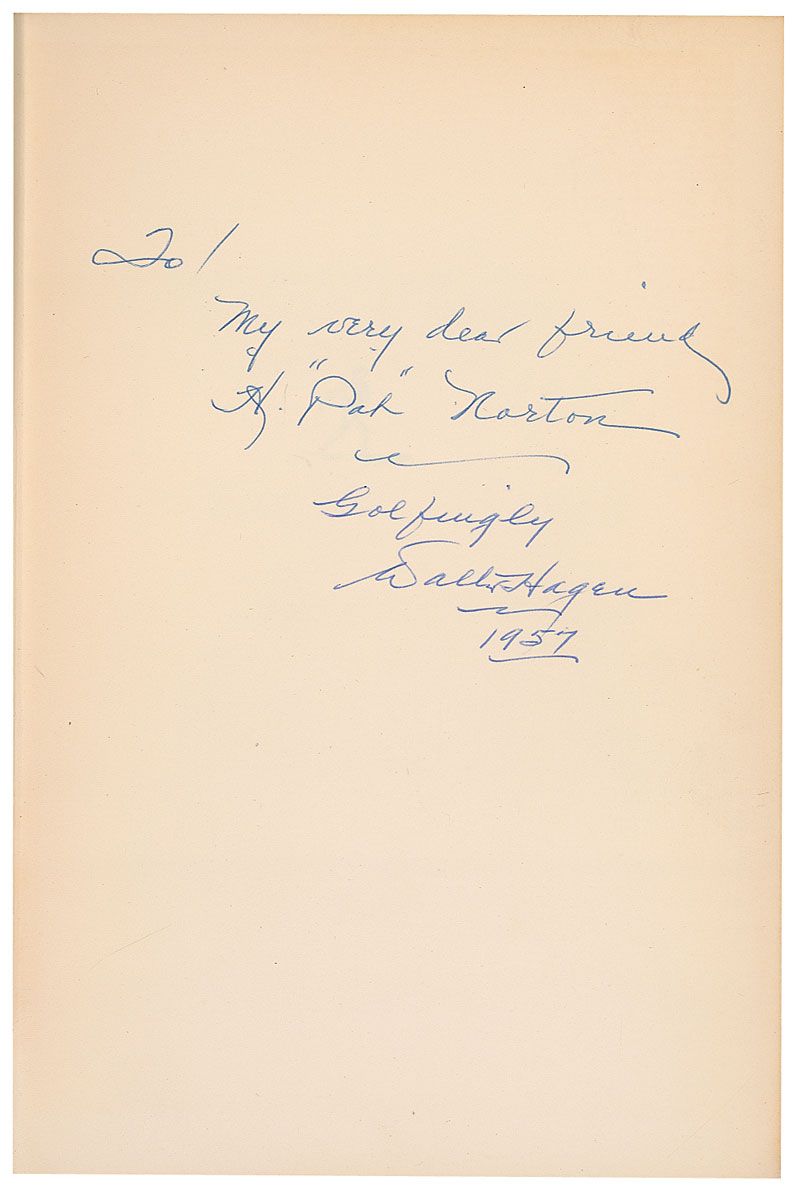 To!
My very dear friend
H. "Pat" Norton
Golfingly
Walter Hagen
1957